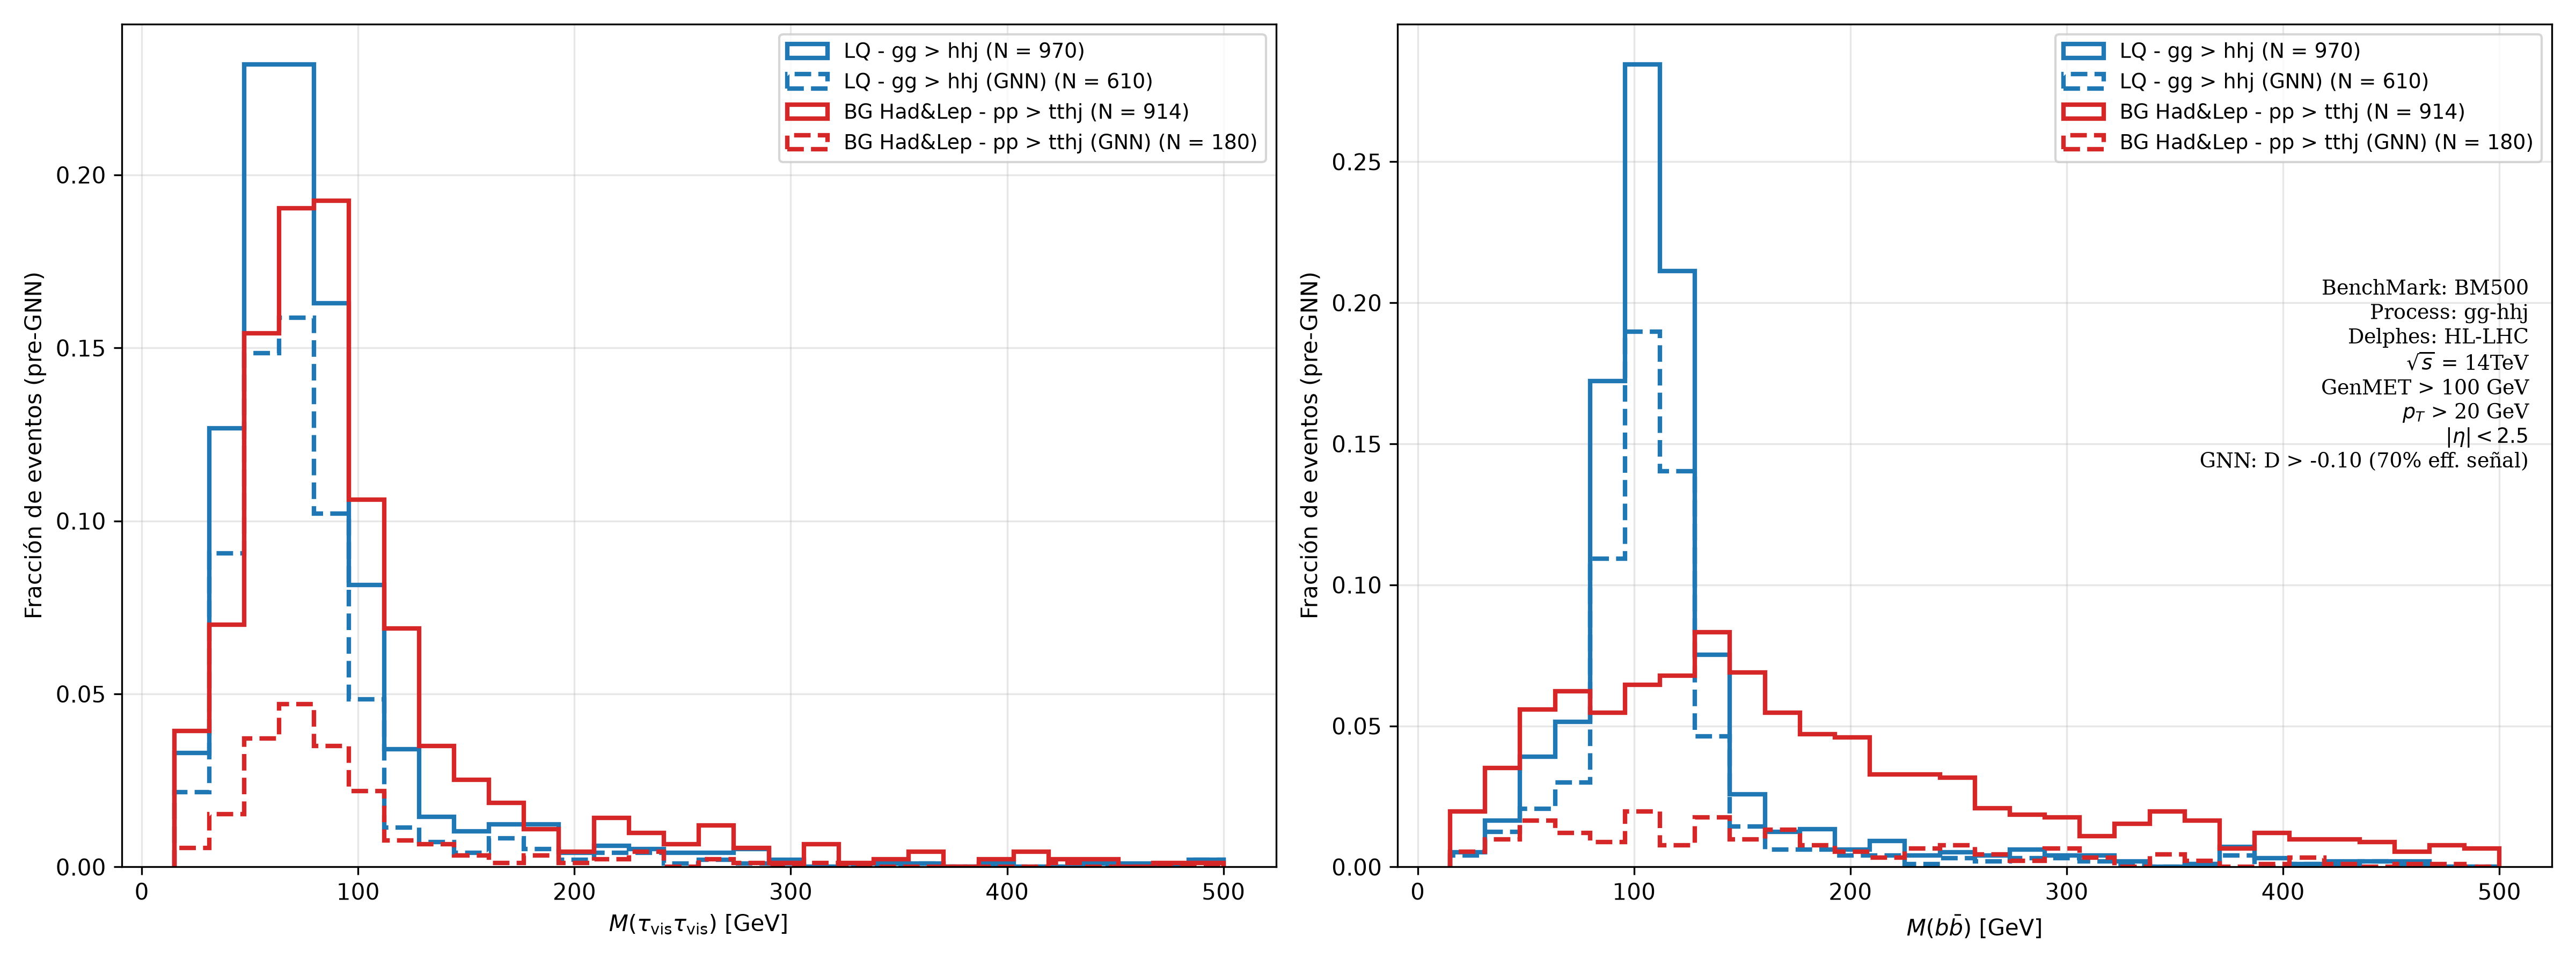 LQ - gg > hhj (N = 970)
LQ - gg > hhj (GNN) (N = 610)
BG Had&Lep - pp > tthj (N = 914)
BG Had&Lep - pp > tthj (GNN) (N = 180)
Fracción de eventos (pre-GNN)
0.20
0.15
0.10
0.05
0.00
0 100 200 300 400 500
M(τvisτvis) [GeV]
LQ - gg > hhj (N = 970)
LQ - gg > hhj (GNN) (N = 610)
BG Had&Lep - pp > tthj (N = 914)
BG Had&Lep - pp > tthj (GNN) (N = 180)
Fracción de eventos (pre-GNN)
0.25
0.20
0.15
0.10
0.05
0.00
BenchMark: BM500
Process: gg-hhj
Delphes: HL-LHC
√s = 14TeV
GenMET > 100 GeV
pT > 20 GeV
|η| < 2.5
GNN: D > -0.10 (70% eff. señal)
0 100 200 300 400 500
M(bb̄) [GeV]